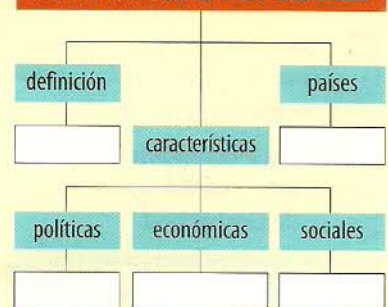 definición
países
características
políticas
económicas
sociales